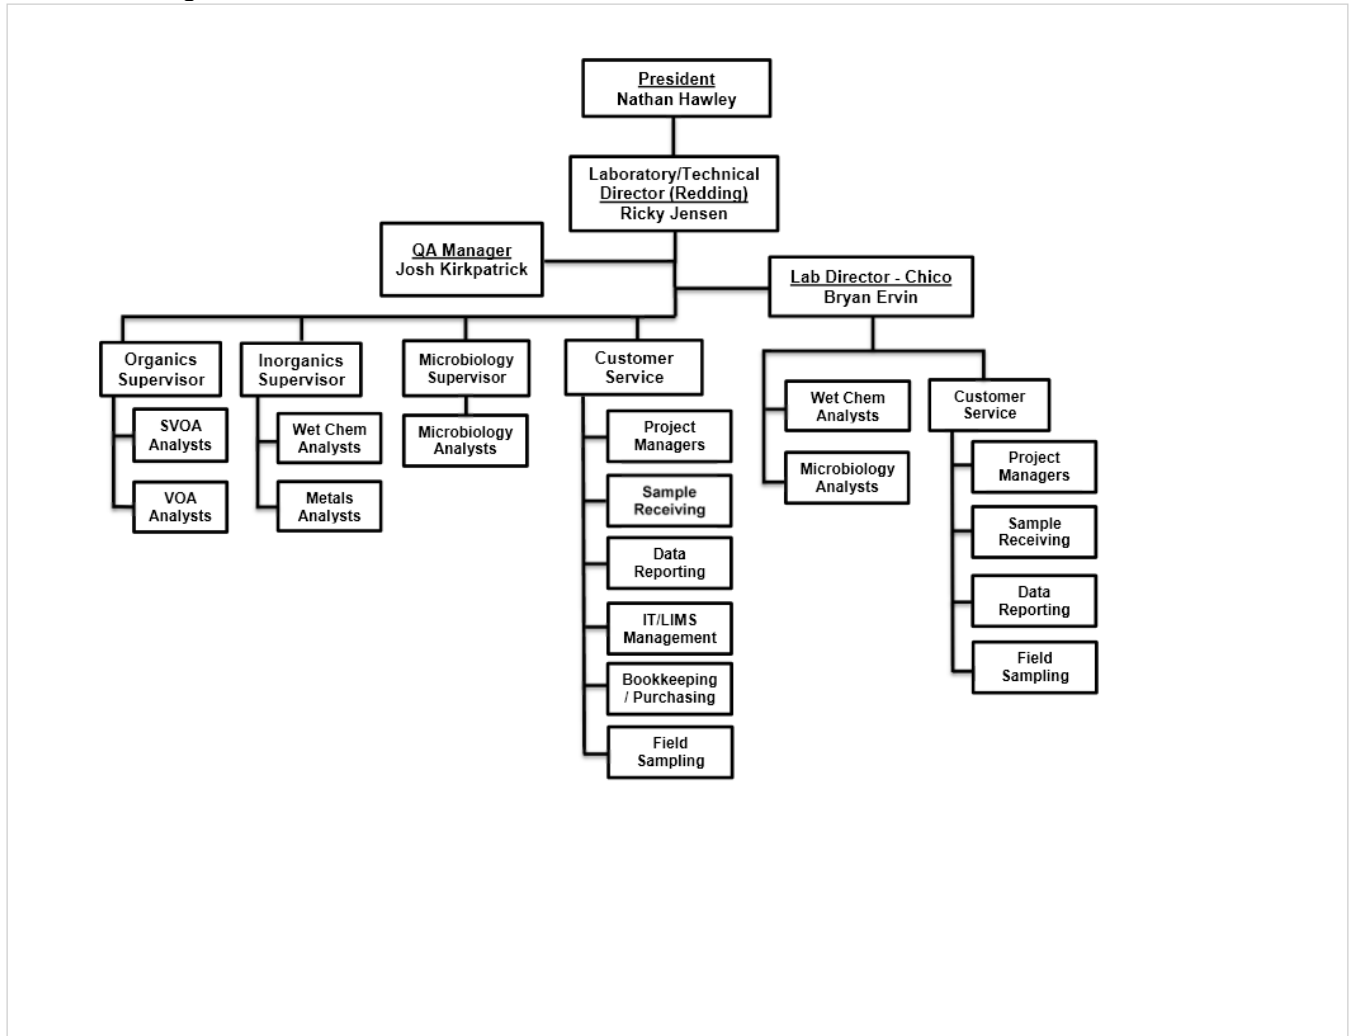 President
Nathan Hawley
Laboratory/Technical
Director (Redding)
Ricky Jensen
QA Manager
Josh Kirkpatrick
Lab Director - Chico
Bryan Ervin
Organics
Supervisor
SVOA
Analysts
VOA
Analysts
Inorganics
Supervisor
Wet Chem
Analysts
Metals
Analysts
Microbiology
Supervisor
Microbiology
Analysts
Customer
Service
Project
Managers
Sample
Receiving
Data
Reporting
IT/LIMS
Management
Bookkeeping
/ Purchasing
Field
Sampling
Wet Chem
Analysts
Microbiology
Analysts
Customer
Service
Project
Managers
Sample
Receiving
Data
Reporting
Field
Sampling